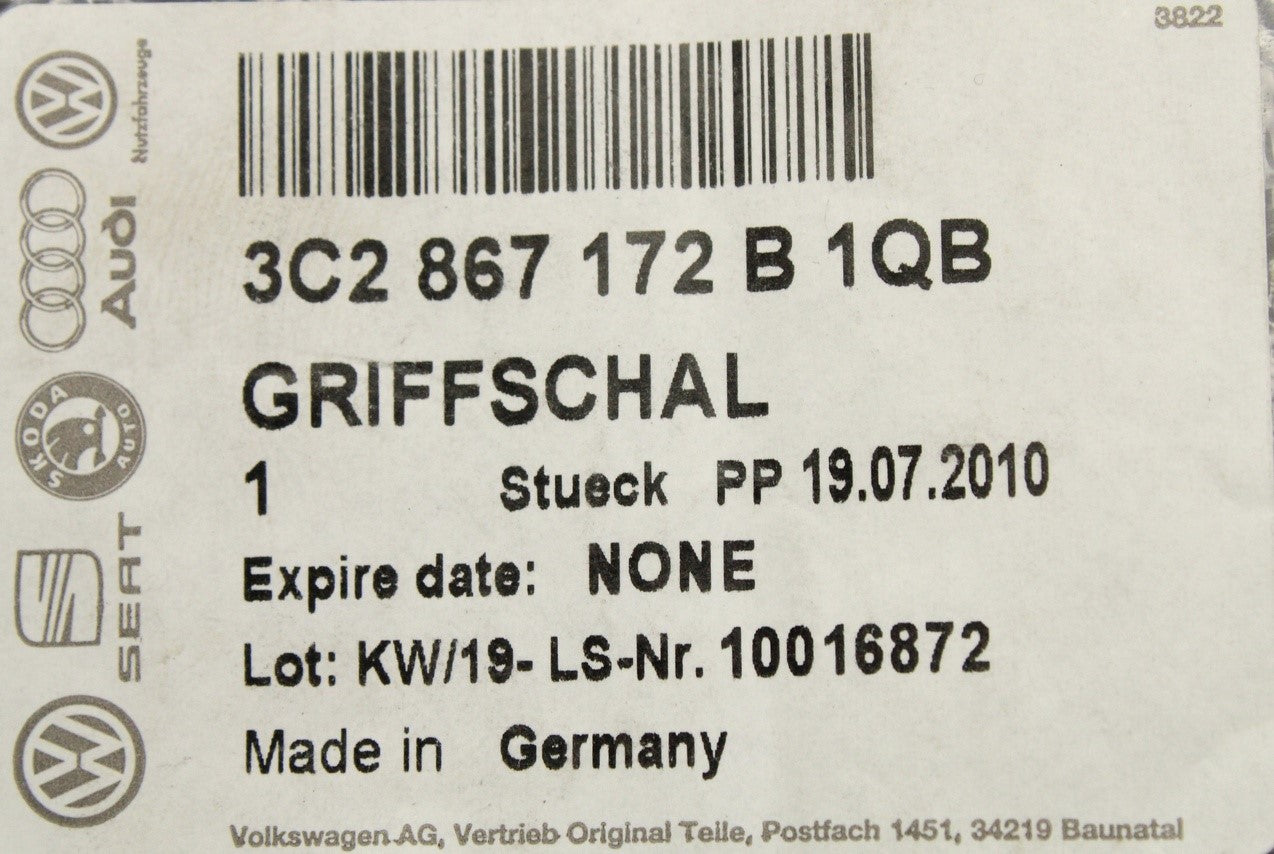 3822
3C2 867 172 B 1QB
GRIFFSCHAL
1 Stueck PP 19.07.2010
Expire date: NONE
Lot: KW/19- LS-Nr. 10016872
Made in Germany
Volkswagen AG, Vertrieb Original Teile, Postfach 1451, 34219 Baunatal
Nutzfahrzeuge
Audi
SKODA AUTO
SEAT